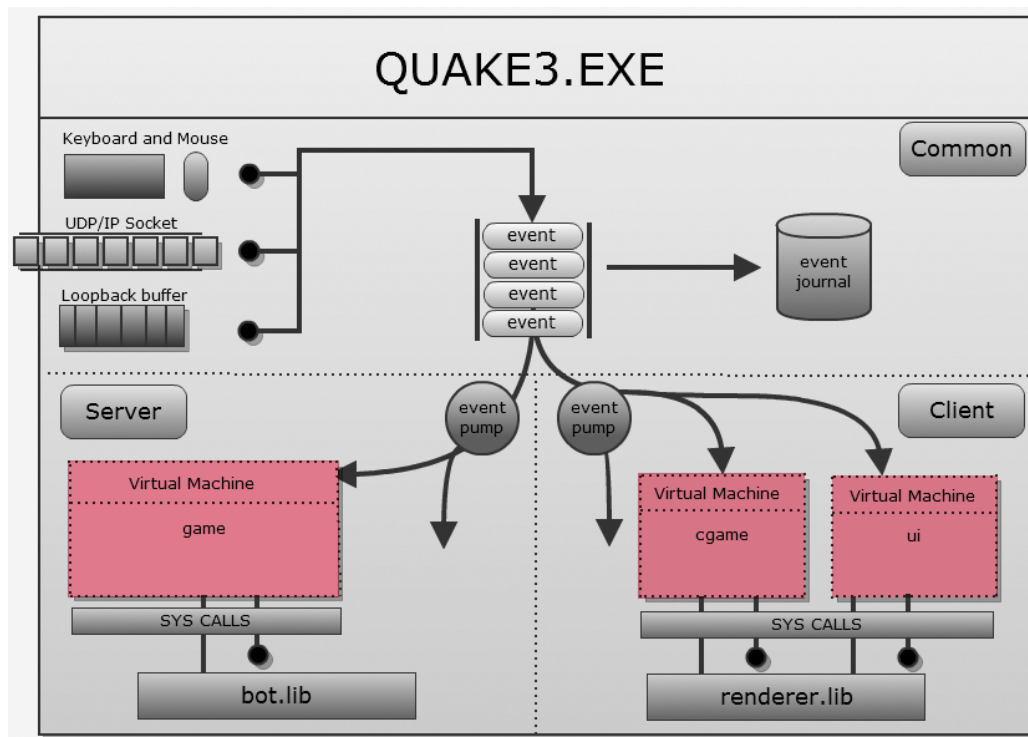 QUAKE3.EXE
Keyboard and Mouse
Common
UDP/IP Socket
Loopback buffer
event
event
event
event
event
journal
Server
event
pump
event
pump
Client
Virtual Machine
game
Virtual Machine
cgame
Virtual Machine
ui
SYS CALLS
SYS CALLS
bot.lib
renderer.lib